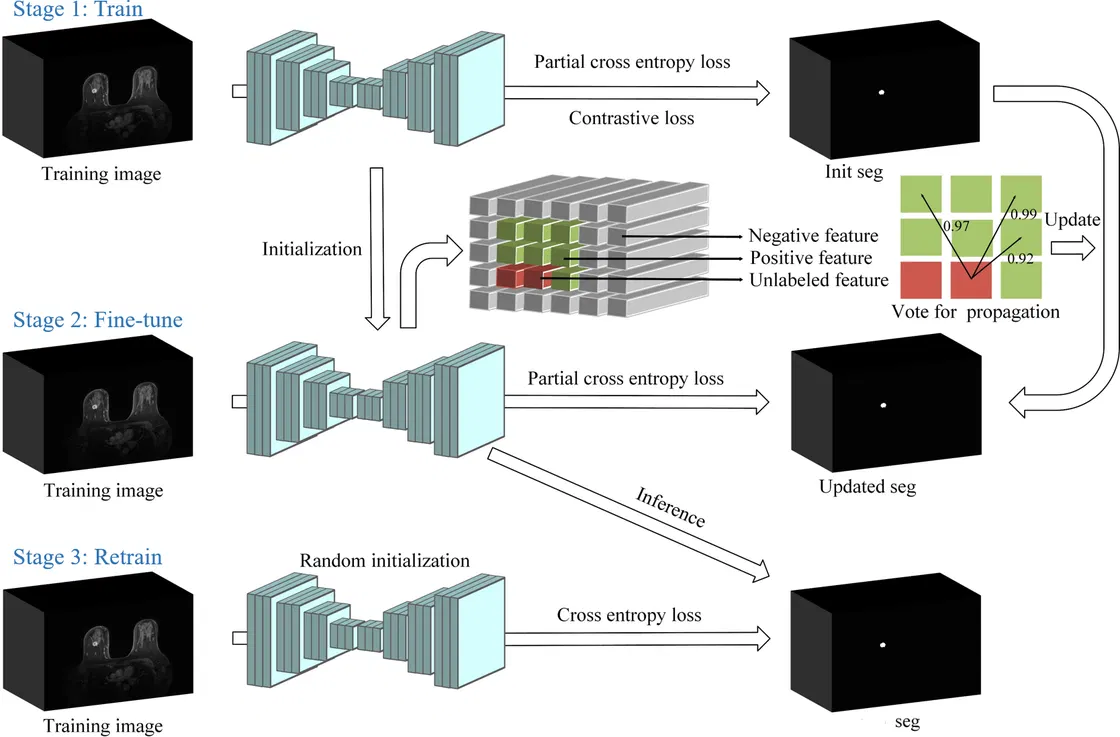 Stage 1: Train
Partial cross entropy loss
Contrastive loss
Training image
Init seg
Initialization
Negative feature
Positive feature
Unlabeled feature
0.97
0.99
0.92
Update
Vote for propagation
Stage 2: Fine-tune
Partial cross entropy loss
Training image
Updated seg
Inference
Stage 3: Retrain
Random initialization
Cross entropy loss
Training image
seg